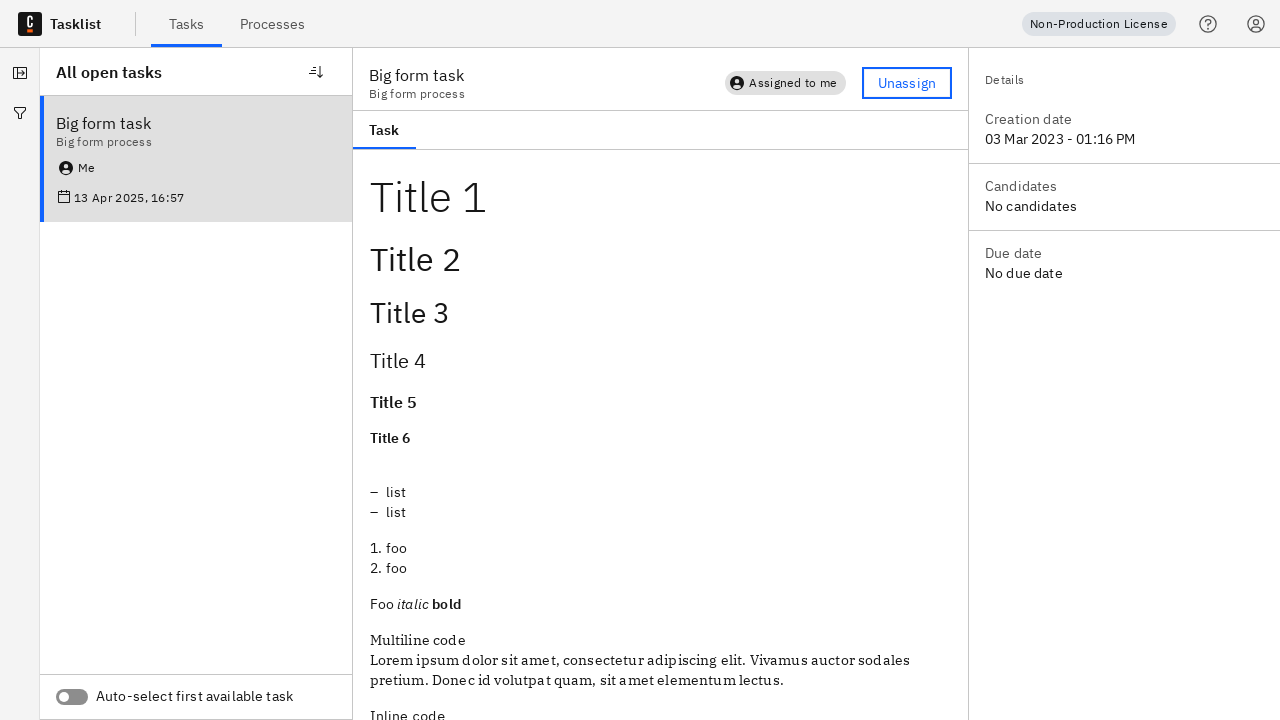 Tasklist
Tasks
Processes
Non-Production License
All open tasks
Big form task
Big form process
Me
13 Apr 2025, 16:57
Auto-select first available task
Big form task
Big form process
Assigned to me
Unassign
Task
Title 1
Title 2
Title 3
Title 4
Title 5
Title 6
– list
– list
1. foo
2. foo
Foo italic bold
Multiline code
Lorem ipsum dolor sit amet, consectetur adipiscing elit. Vivamus auctor sodales
pretium. Donec id volutpat quam, sit amet elementum lectus.
Inline code
Details
Creation date
03 Mar 2023 - 01:16 PM
Candidates
No candidates
Due date
No due date